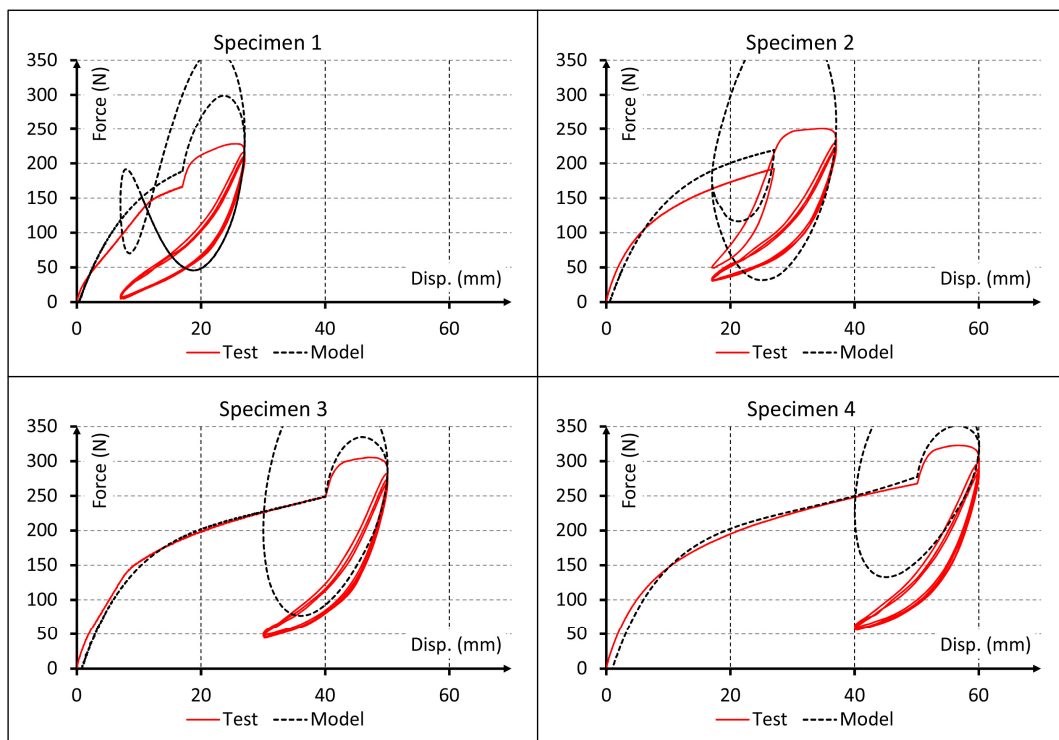 Specimen 1
Force (N)
350
300
250
200
150
100
50
0
Disp. (mm)
0 20 40 60
Test Model
Specimen 2
Force (N)
350
300
250
200
150
100
50
0
Disp. (mm)
0 20 40 60
Test Model
Specimen 3
Force (N)
350
300
250
200
150
100
50
0
Disp. (mm)
0 20 40 60
Test Model
Specimen 4
Force (N)
350
300
250
200
150
100
50
0
Disp. (mm)
0 20 40 60
Test Model